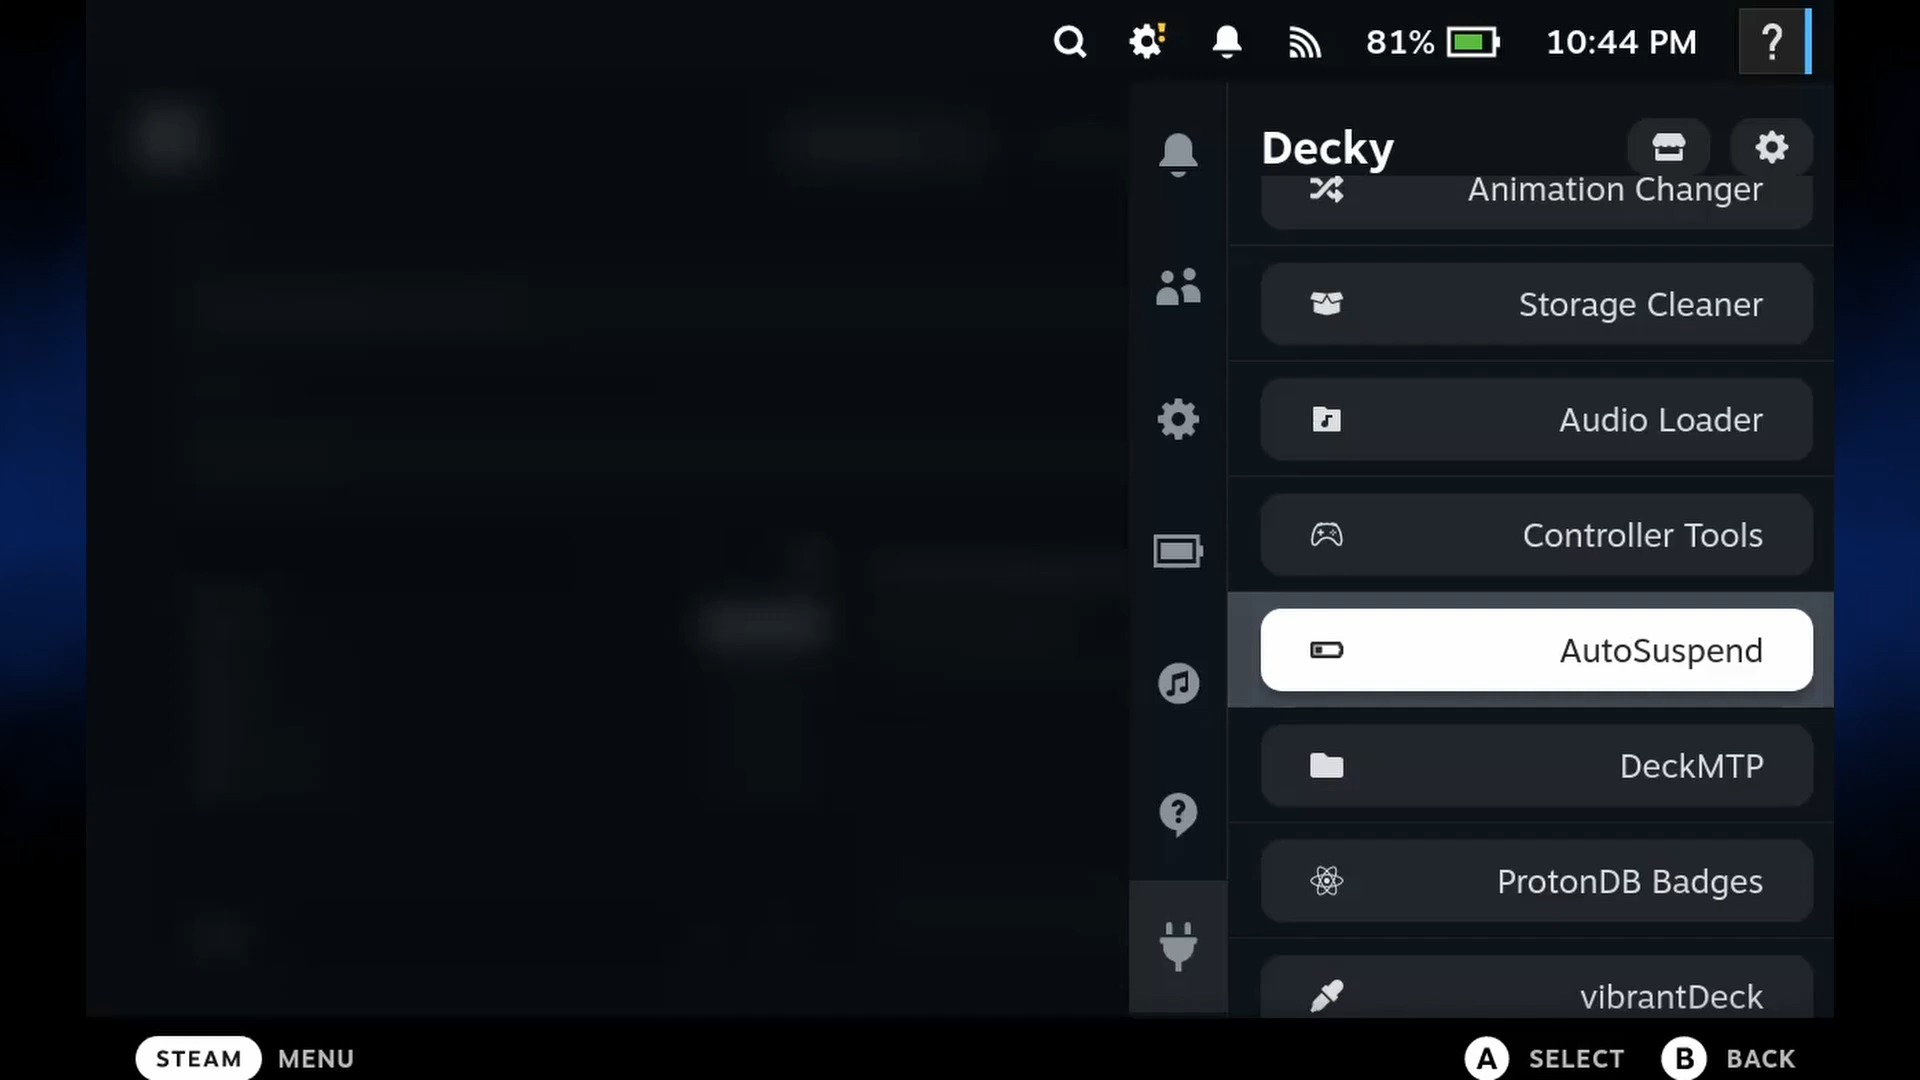 81%
10:44 PM
?
Decky
Animation Changer
Storage Cleaner
Audio Loader
Controller Tools
AutoSuspend
DeckMTP
ProtonDB Badges
vibrantDeck
STEAM MENU
A SELECT B BACK